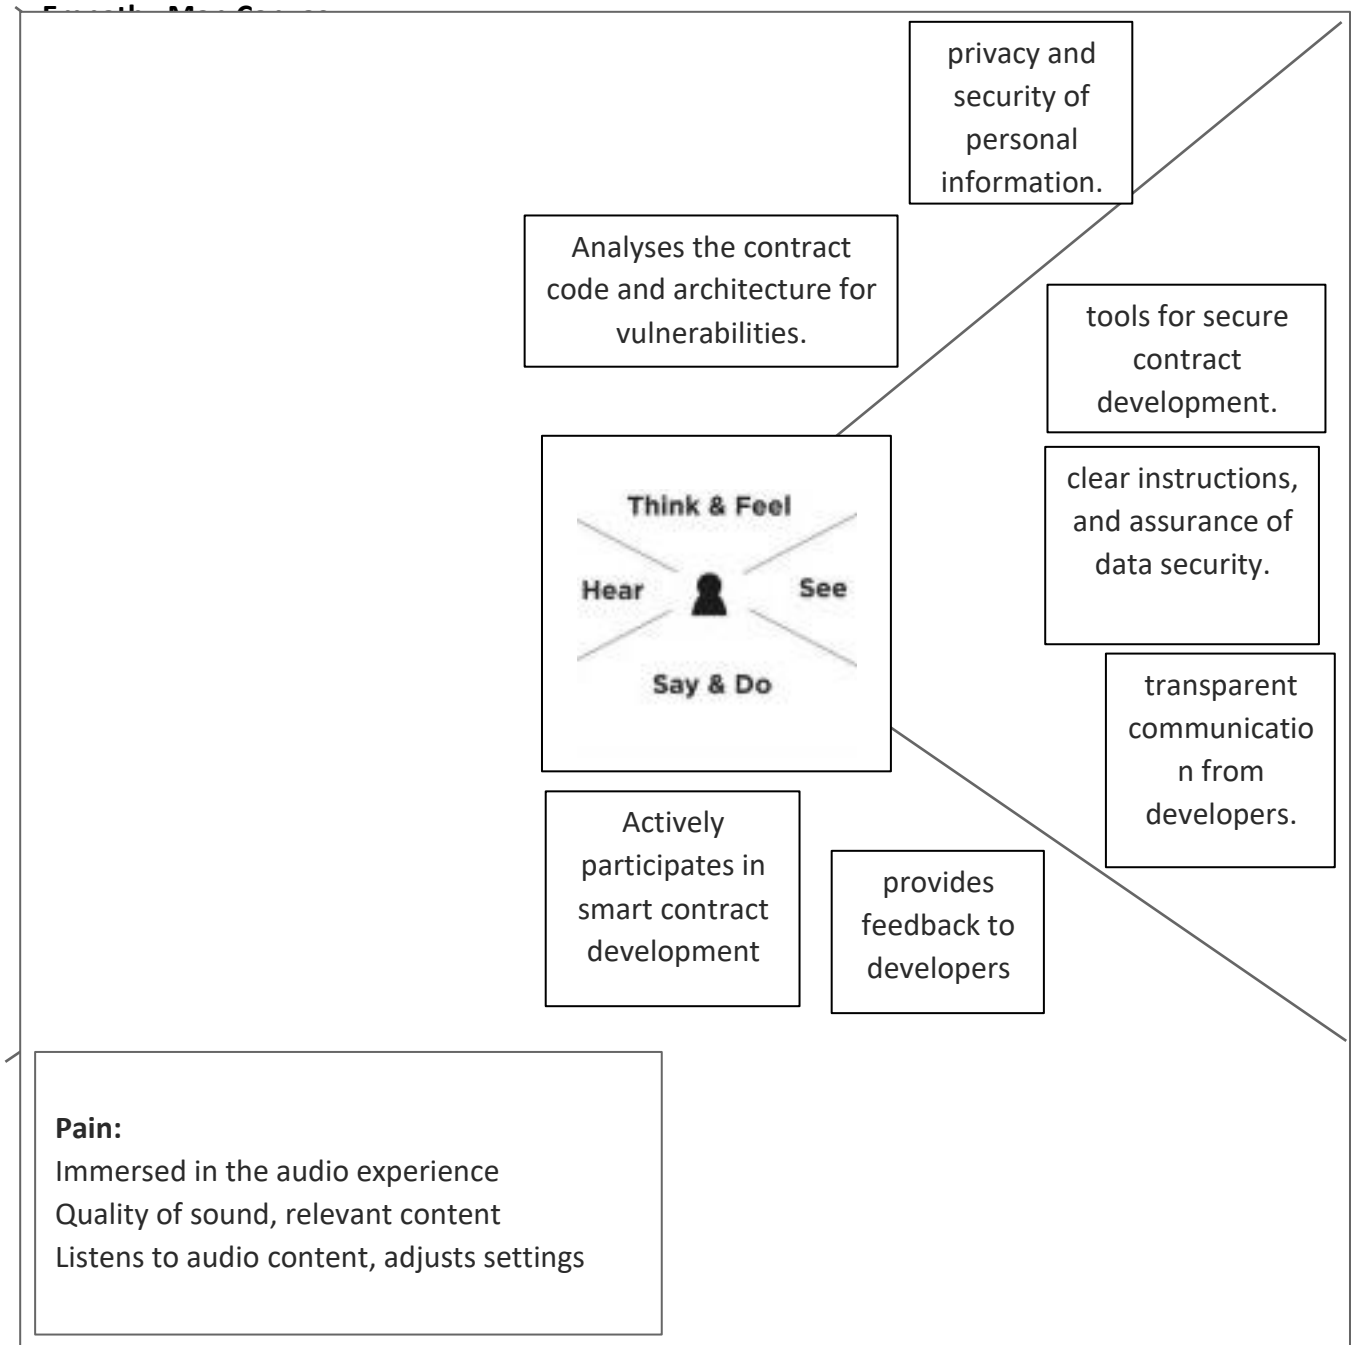 Empathy Map Canvas
privacy and
security of
personal
information.
Analyses the contract
code and architecture for
vulnerabilities.
tools for secure
contract
development.
clear instructions,
and assurance of
data security.
Think & Feel
Hear
See
Say & Do
transparent
communicatio
n from
developers.
Actively
participates in
smart contract
development
provides
feedback to
developers
Pain:
Immersed in the audio experience
Quality of sound, relevant content
Listens to audio content, adjusts settings